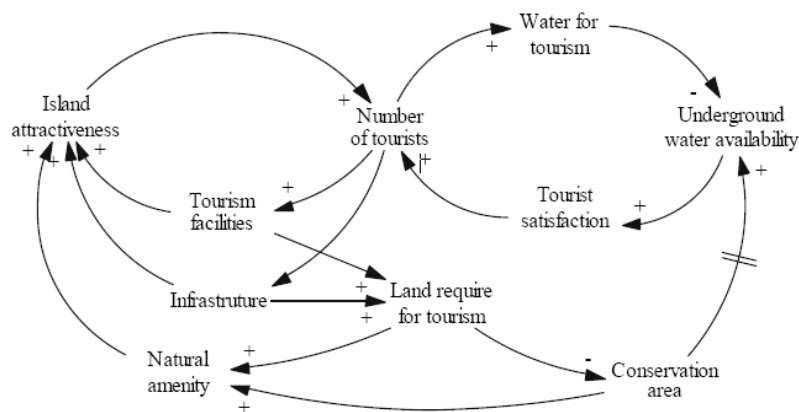 Water for
tourism
+
-
Island
attractiveness
+
Number
of tourists
Underground
water availability
+
+
+
+
+
+
Tourism
facilities
Tourist
satisfaction
+
Infrastruture
+
+
Land require
for tourism
Natural
amenity
+
-
Conservation
area
+